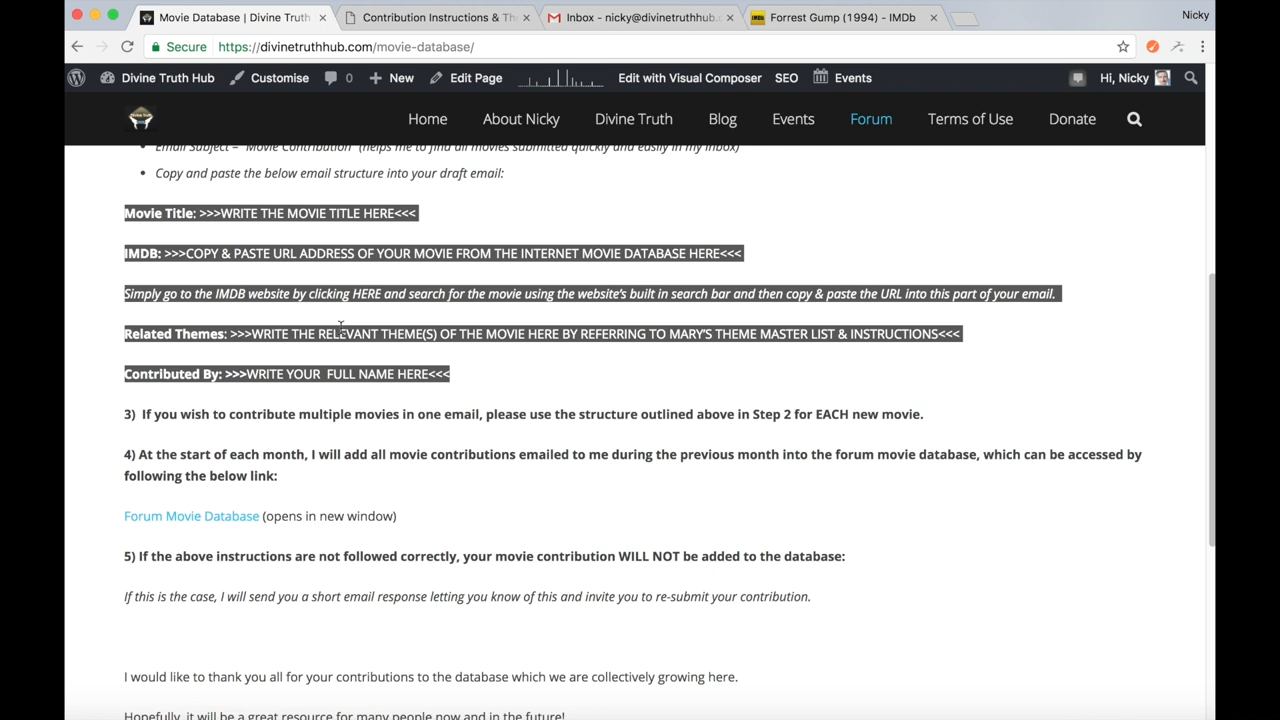 Nicky
Movie Database | Divine Truth
Contribution Instructions & Th
Inbox - nicky@divinetruthhub.c
Forrest Gump (1994) - IMDb
Secure https://divinetruthhub.com/movie-database/
Divine Truth Hub Customise 0 New Edit Page Edit with Visual Composer SEO Events Hi, Nicky
Home About Nicky Divine Truth Blog Events Forum Terms of Use Donate
• Email Subject – "Movie Contribution" (helps me to find all movies submitted quickly and easily in my inbox)
• Copy and paste the below email structure into your draft email:
Movie Title: >>>WRITE THE MOVIE TITLE HERE<<<
IMDB: >>>COPY & PASTE URL ADDRESS OF YOUR MOVIE FROM THE INTERNET MOVIE DATABASE HERE<<<
Simply go to the IMDB website by clicking HERE and search for the movie using the website's built in search bar and then copy & paste the URL into this part of your email.
Related Themes: >>>WRITE THE RELEVANT THEME(S) OF THE MOVIE HERE BY REFERRING TO MARY'S THEME MASTER LIST & INSTRUCTIONS<<<
Contributed By: >>>WRITE YOUR FULL NAME HERE<<<
3) If you wish to contribute multiple movies in one email, please use the structure outlined above in Step 2 for EACH new movie.
4) At the start of each month, I will add all movie contributions emailed to me during the previous month into the forum movie database, which can be accessed by
following the below link:
Forum Movie Database (opens in new window)
5) If the above instructions are not followed correctly, your movie contribution WILL NOT be added to the database:
If this is the case, I will send you a short email response letting you know of this and invite you to re-submit your contribution.
I would like to thank you all for your contributions to the database which we are collectively growing here.
Hopefully, it will be a great resource for many people now and in the future!